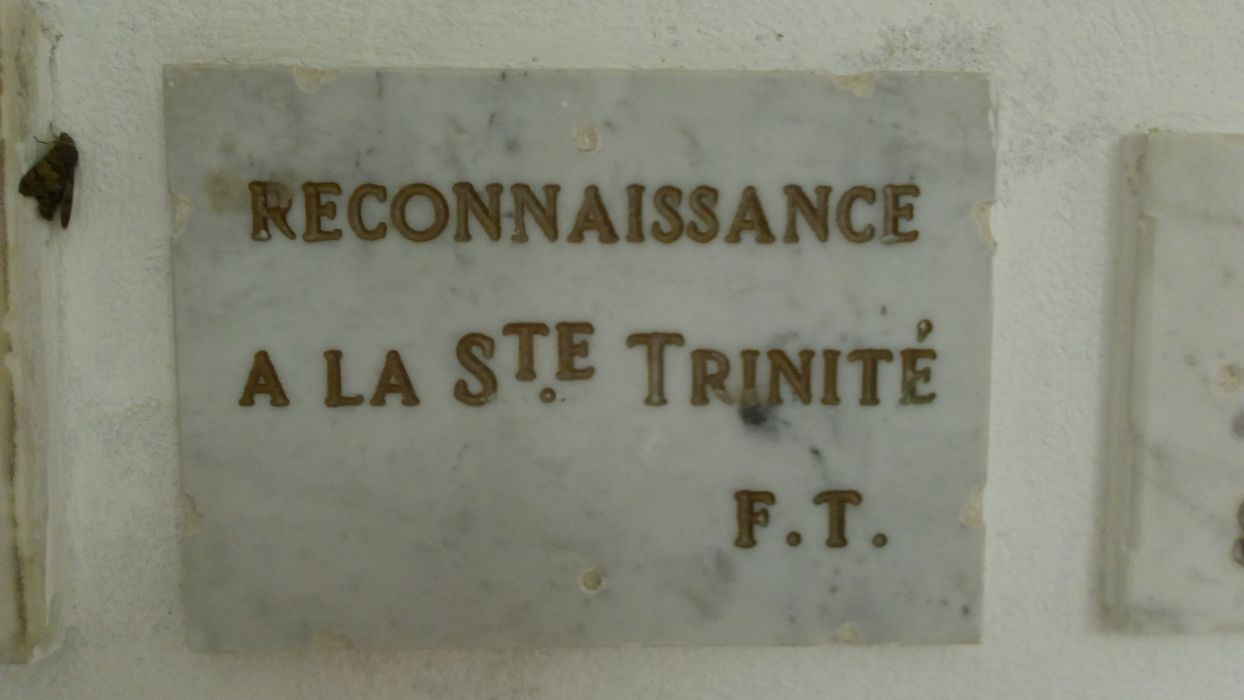 RECONNAISSANCE
A LA STE. TRINITÉ
F.T.